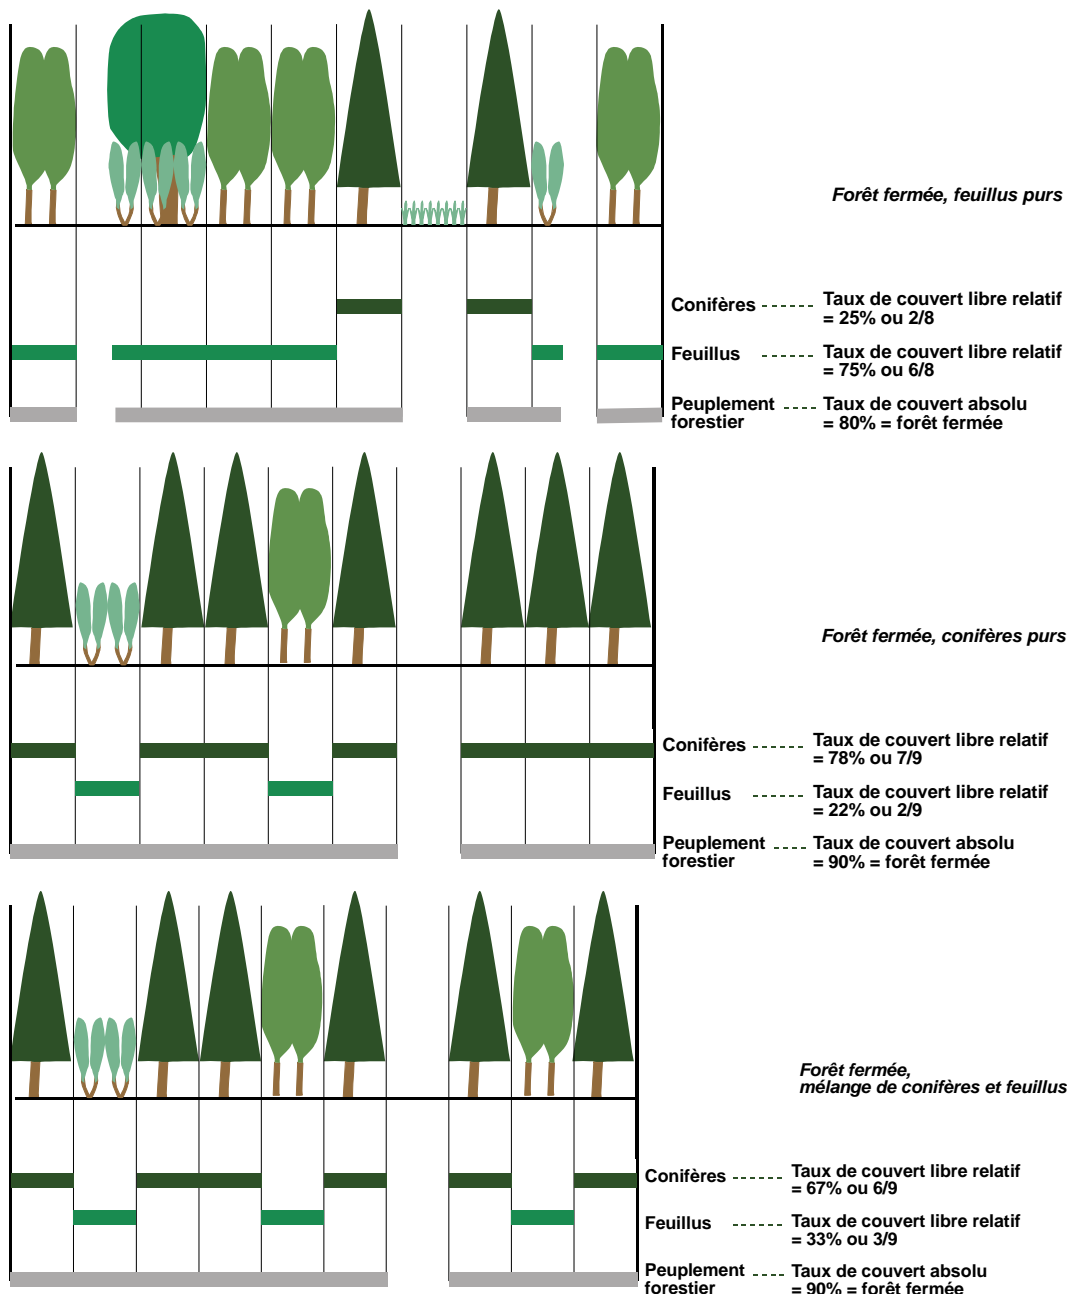 Forêt fermée, feuillus purs
Conifères
Taux de couvert libre relatif
= 25% ou 2/8
Feuillus
Taux de couvert libre relatif
= 75% ou 6/8
Peuplement
forestier
Taux de couvert absolu
= 80% = forêt fermée
Forêt fermée, conifères purs
Conifères
Taux de couvert libre relatif
= 78% ou 7/9
Feuillus
Taux de couvert libre relatif
= 22% ou 2/9
Peuplement
forestier
Taux de couvert absolu
= 90% = forêt fermée
Forêt fermée,
mélange de conifères et feuillus
Conifères
Taux de couvert libre relatif
= 67% ou 6/9
Feuillus
Taux de couvert libre relatif
= 33% ou 3/9
Peuplement
forestier
Taux de couvert absolu
= 90% = forêt fermée